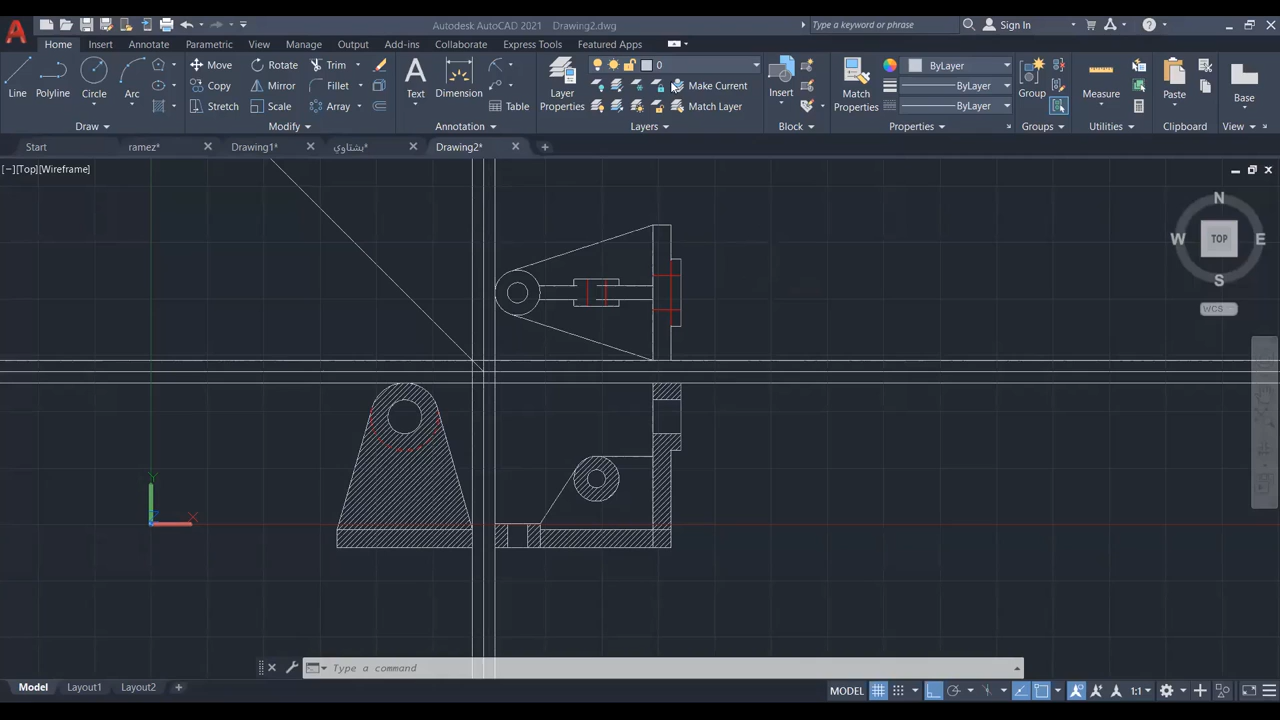 Autodesk AutoCAD 2021 Drawing2.dwg
Type a keyword or phrase
Sign In
Home Insert Annotate Parametric View Manage Output Add-ins Collaborate Express Tools Featured Apps
Line Polyline Circle Arc
Move Rotate Trim
Copy Mirror Fillet
Stretch Scale Array
Text Dimension Table
Layer Properties
0
Make Current
Match Layer
Insert
Match Properties
ByLayer
ByLayer
ByLayer
Group Measure Paste Base
Draw Modify Annotation Layers Block Properties Groups Utilities Clipboard View
Start ramez* Drawing1* بشتاوي* Drawing2*
[−][Top][Wireframe]
N
W TOP E
S
WCS
Y
X
Type a command
Model Layout1 Layout2
MODEL 1:1